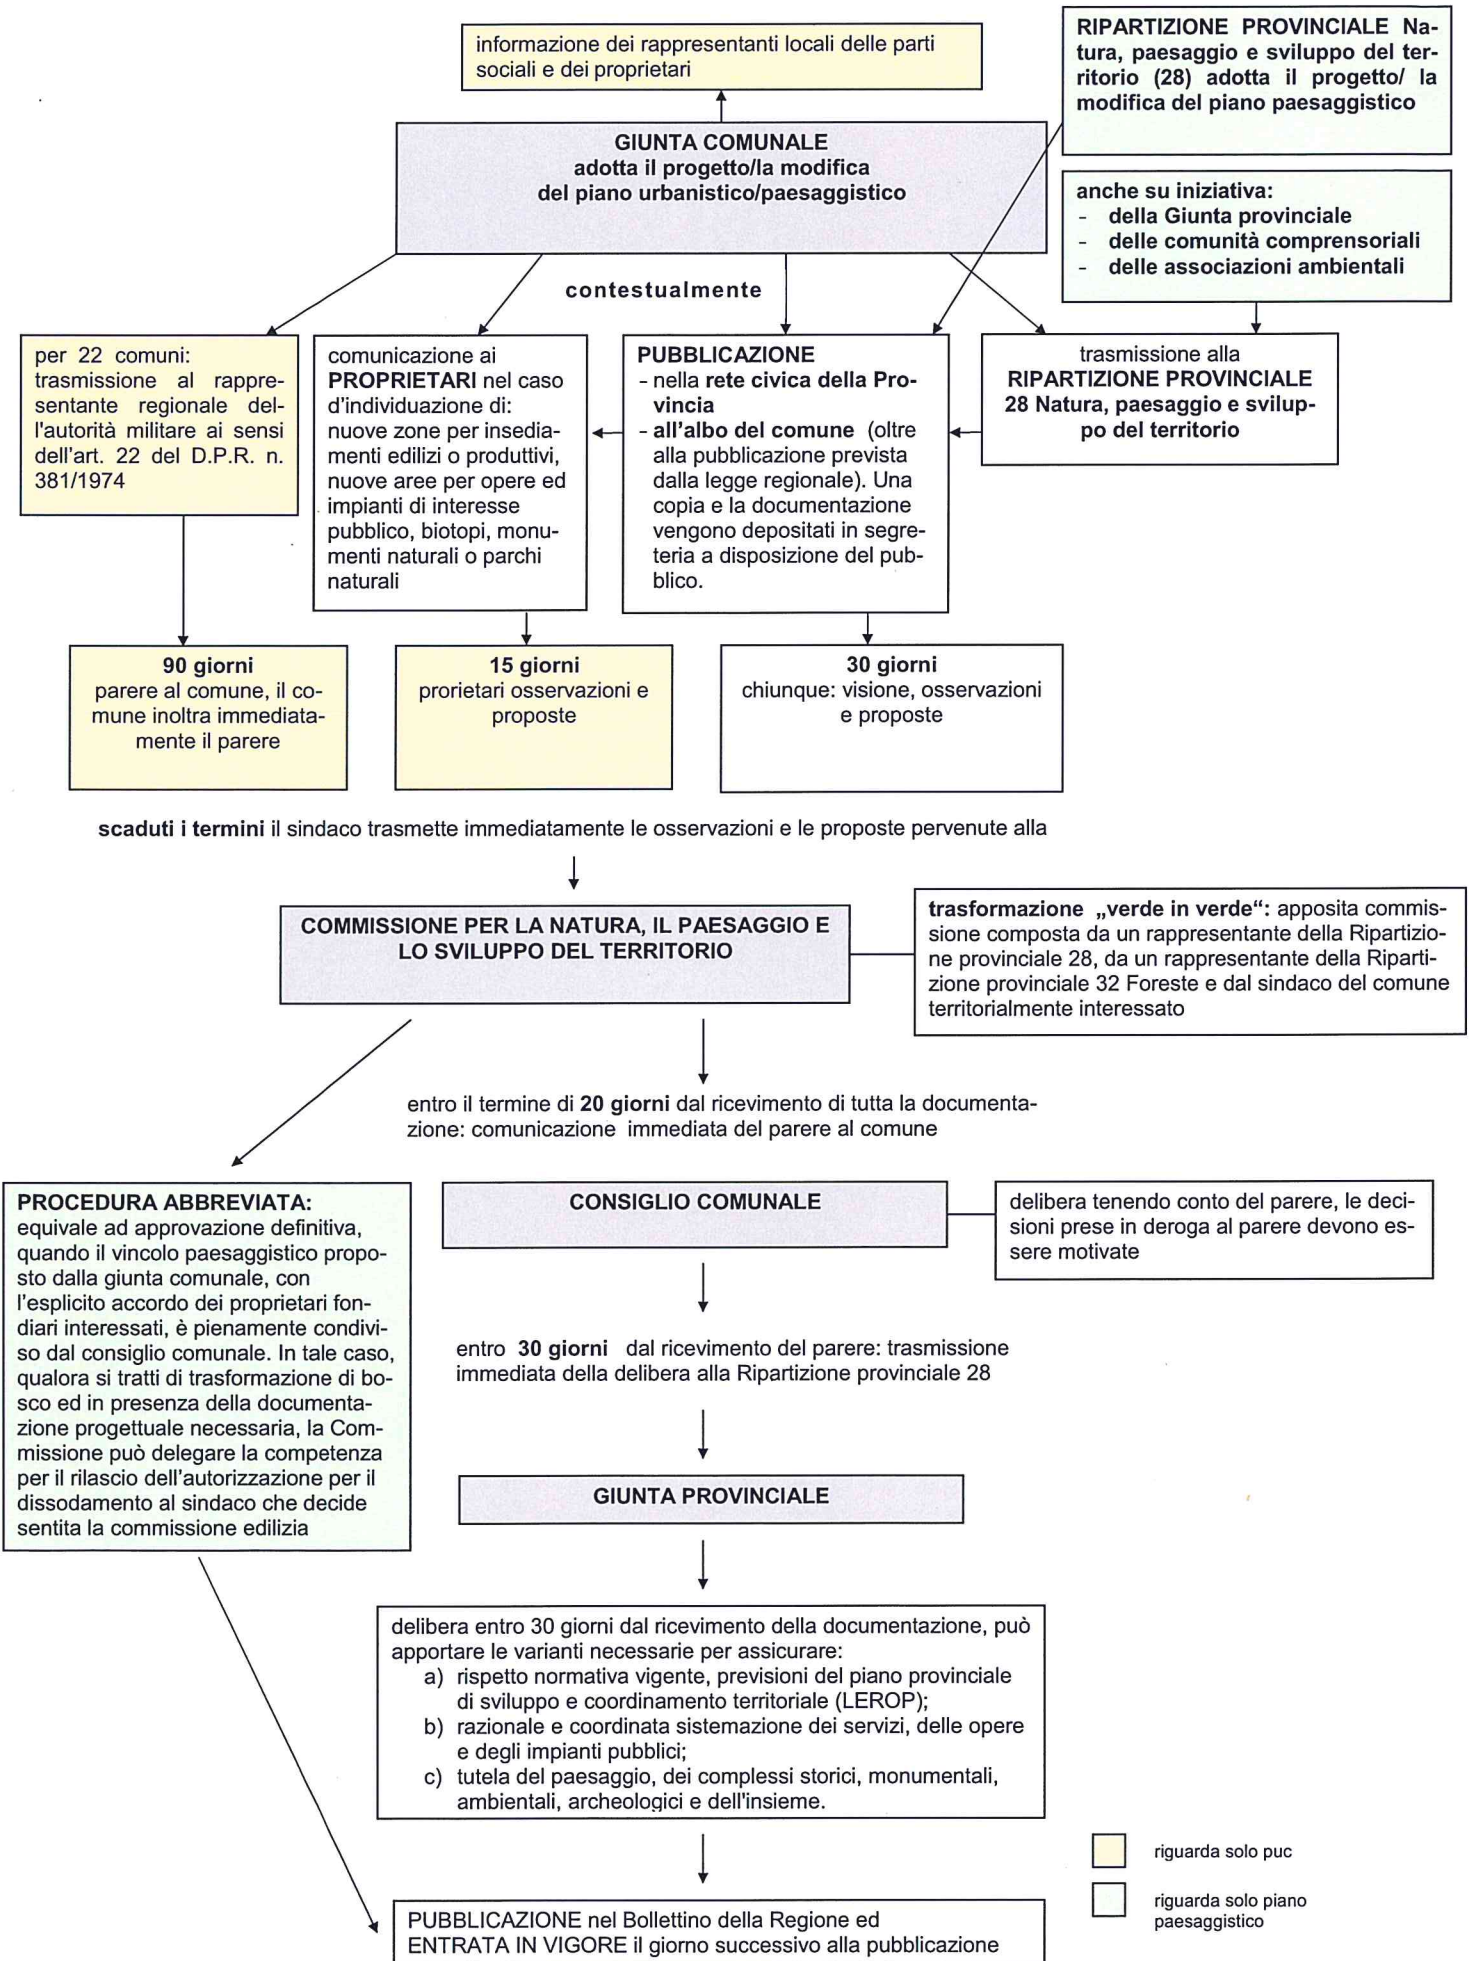 informazione dei rappresentanti locali delle parti
sociali e dei proprietari
RIPARTIZIONE PROVINCIALE Na-
tura, paesaggio e sviluppo del ter-
ritorio (28) adotta il progetto/ la
modifica del piano paesaggistico
GIUNTA COMUNALE
adotta il progetto/la modifica
del piano urbanistico/paesaggistico
anche su iniziativa:
- della Giunta provinciale
- delle comunità comprensoriali
- delle associazioni ambientali
contestualmente
per 22 comuni:
trasmissione al rappre-
sentante regionale del-
l'autorità militare ai sensi
dell'art. 22 del D.P.R. n.
381/1974
comunicazione ai
PROPRIETARI nel caso
d'individuazione di:
nuove zone per insedia-
menti edilizi o produttivi,
nuove aree per opere ed
impianti di interesse
pubblico, biotopi, monu-
menti naturali o parchi
naturali
PUBBLICAZIONE
- nella rete civica della Pro-
vincia
- all'albo del comune (oltre
alla pubblicazione prevista
dalla legge regionale). Una
copia e la documentazione
vengono depositati in segre-
teria a disposizione del pub-
blico.
trasmissione alla
RIPARTIZIONE PROVINCIALE
28 Natura, paesaggio e svilup-
po del territorio
90 giorni
parere al comune, il co-
mune inoltra immediata-
mente il parere
15 giorni
prorietari osservazioni e
proposte
30 giorni
chiunque: visione, osservazioni
e proposte
scaduti i termini il sindaco trasmette immediatamente le osservazioni e le proposte pervenute alla
COMMISSIONE PER LA NATURA, IL PAESAGGIO E
LO SVILUPPO DEL TERRITORIO
trasformazione „verde in verde“: apposita commis-
sione composta da un rappresentante della Ripartizio-
ne provinciale 28, da un rappresentante della Riparti-
zione provinciale 32 Foreste e dal sindaco del comune
territorialmente interessato
entro il termine di 20 giorni dal ricevimento di tutta la documenta-
zione: comunicazione immediata del parere al comune
PROCEDURA ABBREVIATA:
equivale ad approvazione definitiva,
quando il vincolo paesaggistico propo-
sto dalla giunta comunale, con
l'esplicito accordo dei proprietari fon-
diari interessati, è pienamente condivi-
so dal consiglio comunale. In tale caso,
qualora si tratti di trasformazione di bo-
sco ed in presenza della documenta-
zione progettuale necessaria, la Com-
missione può delegare la competenza
per il rilascio dell'autorizzazione per il
dissodamento al sindaco che decide
sentita la commissione edilizia
CONSIGLIO COMUNALE
delibera tenendo conto del parere, le deci-
sioni prese in deroga al parere devono es-
sere motivate
entro 30 giorni dal ricevimento del parere: trasmissione
immediata della delibera alla Ripartizione provinciale 28
GIUNTA PROVINCIALE
delibera entro 30 giorni dal ricevimento della documentazione, può
apportare le varianti necessarie per assicurare:
a) rispetto normativa vigente, previsioni del piano provinciale
di sviluppo e coordinamento territoriale (LEROP);
b) razionale e coordinata sistemazione dei servizi, delle opere
e degli impianti pubblici;
c) tutela del paesaggio, dei complessi storici, monumentali,
ambientali, archeologici e dell'insieme.
riguarda solo puc
riguarda solo piano
paesaggistico
PUBBLICAZIONE nel Bollettino della Regione ed
ENTRATA IN VIGORE il giorno successivo alla pubblicazione